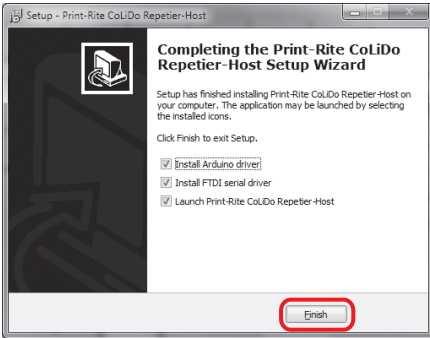 Setup - Print-Rite CoLiDo Repetier-Host
Completing the Print-Rite CoLiDo
Repetier-Host Setup Wizard
Setup has finished installing Print-Rite CoLiDo Repetier-Host on
your computer. The application may be launched by selecting
the installed icons.
Click Finish to exit Setup.
Install Arduino driver
Install FTDI serial driver
Launch Print-Rite CoLiDo Repetier-Host
Finish